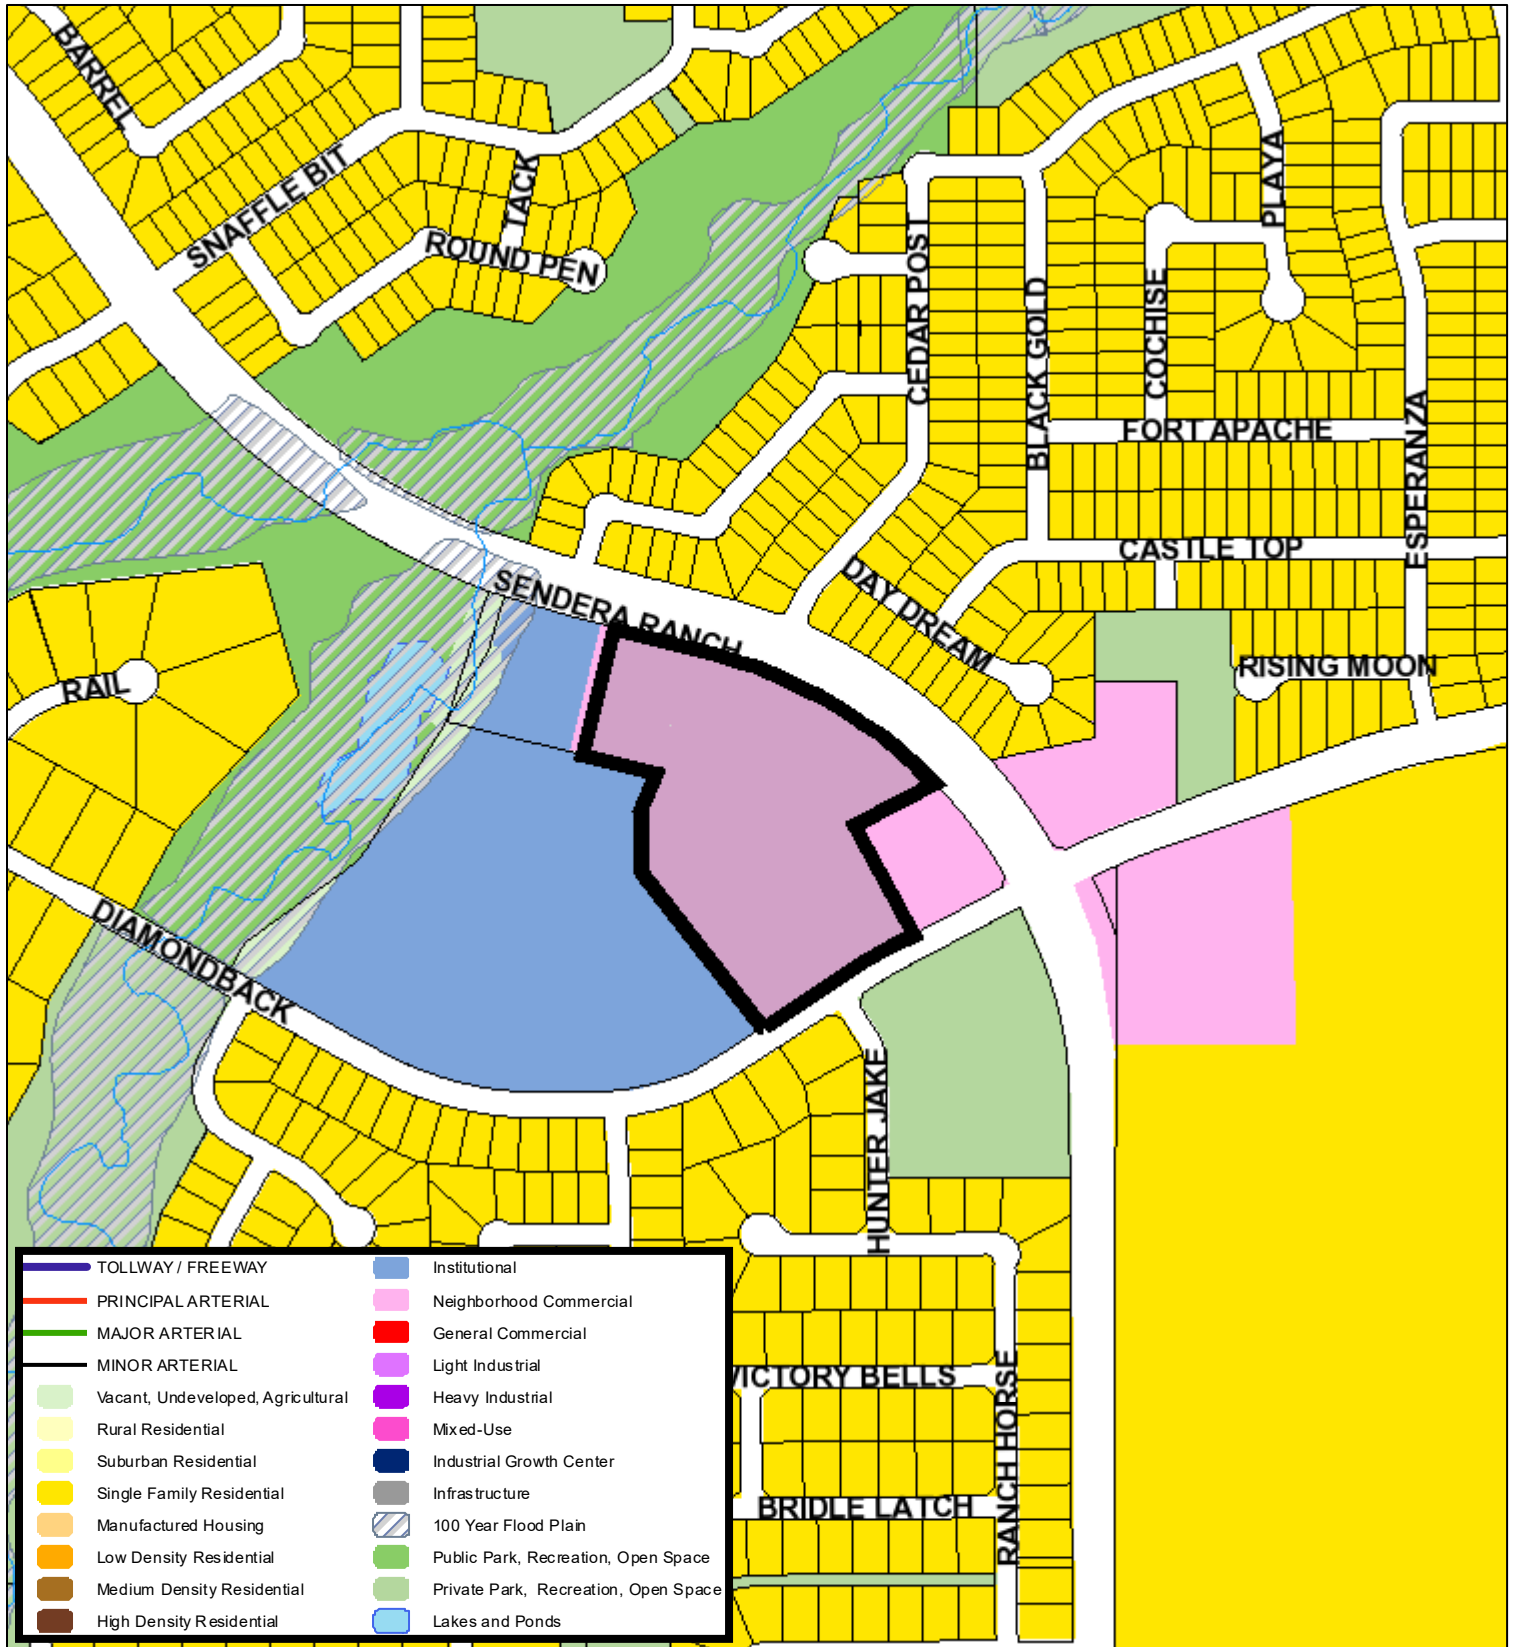 BARREL
SNAFFLE BIT
TACK
ROUND PEN
CEDAR POST
BLACK GOLD
COCHISE
PLAYA
FORT APACHE
ESPERANZA
CASTLE TOP
DAY DREAM
RISING MOON
SENDERA RANCH
RAIL
DIAMONDBACK
HUNTER JAKE
VICTORY BELLS
RANCH HORSE
BRIDLE LATCH
TOLLWAY / FREEWAY
PRINCIPAL ARTERIAL
MAJOR ARTERIAL
MINOR ARTERIAL
Vacant, Undeveloped, Agricultural
Rural Residential
Suburban Residential
Single Family Residential
Manufactured Housing
Low Density Residential
Medium Density Residential
High Density Residential
Institutional
Neighborhood Commercial
General Commercial
Light Industrial
Heavy Industrial
Mixed-Use
Industrial Growth Center
Infrastructure
100 Year Flood Plain
Public Park, Recreation, Open Space
Private Park, Recreation, Open Space
Lakes and Ponds